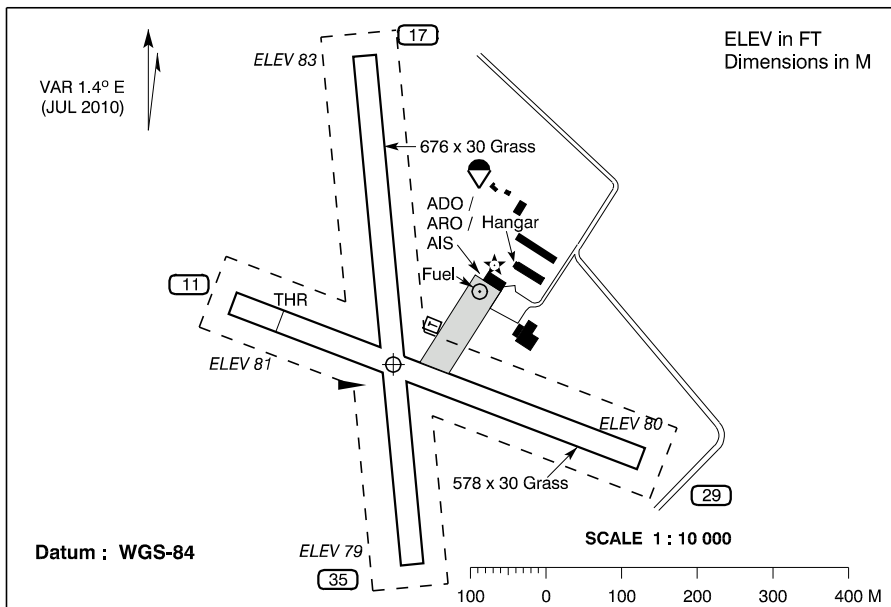 17
ELEV in FT
Dimensions in M
ELEV 83
VAR 1.4° E
(JUL 2010)
676 x 30 Grass
ADO /
ARO /
AIS
Hangar
Fuel
11
THR
T
ELEV 81
ELEV 80
578 x 30 Grass
29
SCALE 1 : 10 000
Datum : WGS-84
ELEV 79
35
100 0 100 200 300 400 M